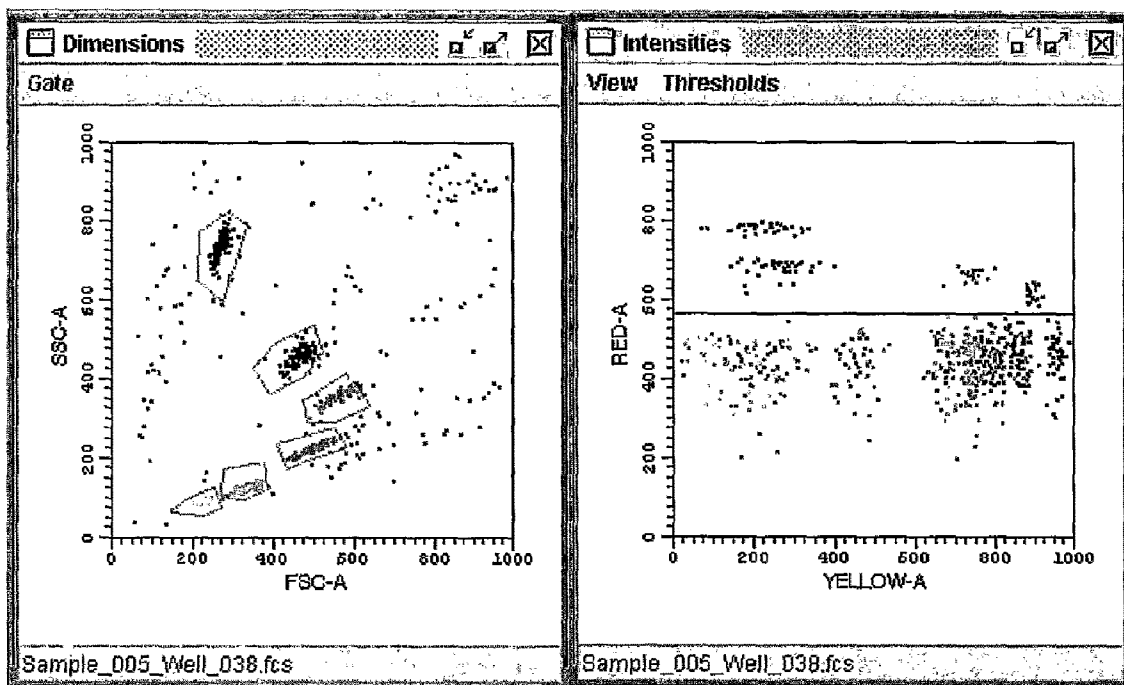 Dimensions
Gate
1000
800
600
400
200
0
SSC-A
0 200 400 600 800 1000
FSC-A
Sample_005_Well_038.fcs
Intensities
View Thresholds
1000
800
600
400
200
0
RED-A
0 200 400 600 800 1000
YELLOW-A
Sample_005_Well_038.fcs